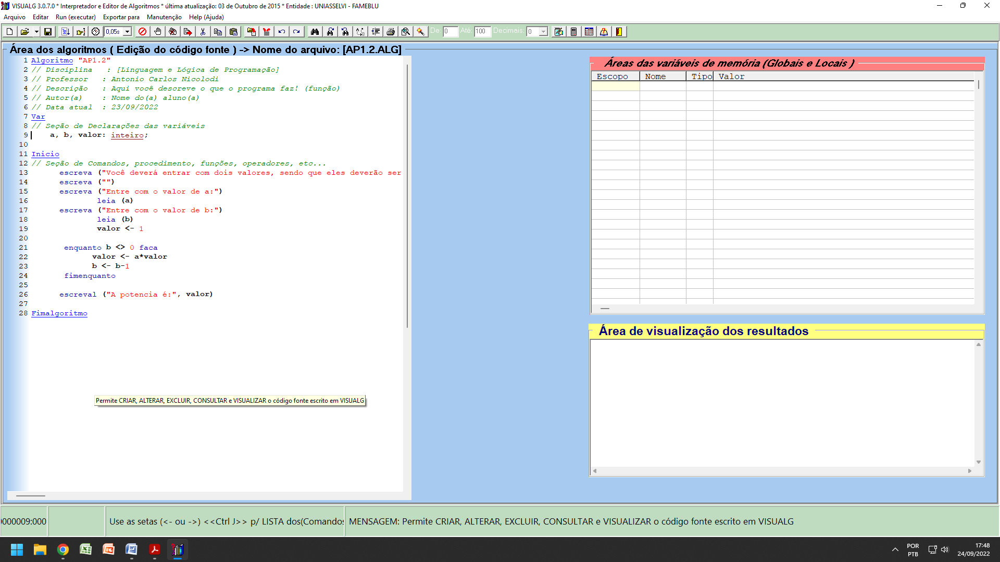 VISUALG 3.0.7.0 * Interpretador e Editor de Algoritmos * última atualização: 03 de Outubro de 2015 * Entidade : UNIASSELVI - FAMEBLU
Arquivo Editar Run (executar) Exportar para Manutenção Help (Ajuda)
0,05s De: 0 Até: 100 Decimais: 0
Área dos algoritmos ( Edição do código fonte ) -> Nome do arquivo: [AP1.2.ALG]
1 Algoritmo "AP1.2"
2 // Disciplina : [Linguagem e Lógica de Programação]
3 // Professor : Antonio Carlos Nicolodi
4 // Descrição : Aqui você descreve o que o programa faz! (função)
5 // Autor(a) : Nome do(a) aluno(a)
6 // Data atual : 23/09/2022
7 Var
8 // Seção de Declarações das variáveis
9 a, b, valor: inteiro;
10
11 Inicio
12 // Seção de Comandos, procedimento, funções, operadores, etc...
13 escreva ("Você deverá entrar com dois valores, sendo que eles deverão ser
14 escreva ("")
15 escreva ("Entre com o valor de a:")
16 leia (a)
17 escreva ("Entre com o valor de b:")
18 leia (b)
19 valor <- 1
20
21 enquanto b <> 0 faca
22 valor <- a*valor
23 b <- b-1
24 fimenquanto
25
26 escreval ("A potencia é:", valor)
27
28 Fimalgoritmo
Permite CRIAR, ALTERAR, EXCLUIR, CONSULTAR e VISUALIZAR o código fonte escrito em VISUALG
Áreas das variáveis de memória (Globais e Locais )
Escopo Nome Tipo Valor
Área de visualização dos resultados
000009:000 Use as setas (<- ou ->) <<Ctrl J>> p/ LISTA dos(Comandos MENSAGEM: Permite CRIAR, ALTERAR, EXCLUIR, CONSULTAR e VISUALIZAR o código fonte escrito em VISUALG
POR
PTB
17:48
24/09/2022